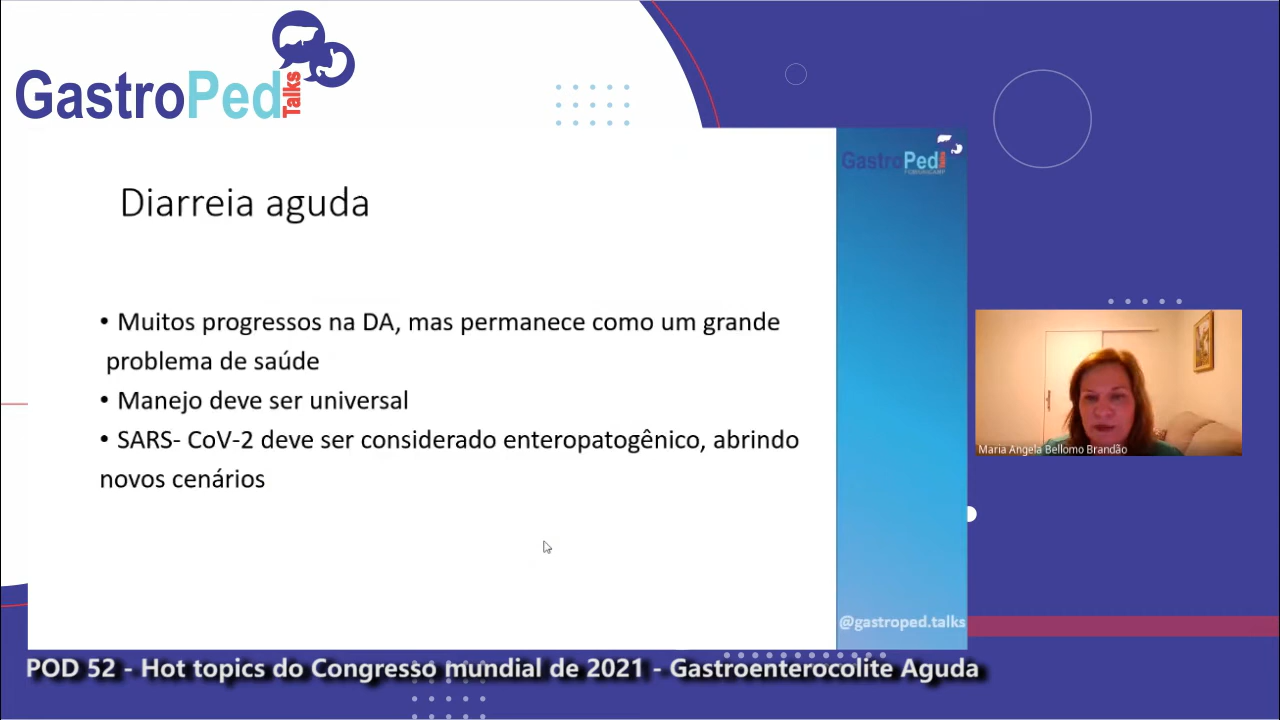 GastroPed Talks
GastroPed Talks
Diarreia aguda
• Muitos progressos na DA, mas permanece como um grande
problema de saúde
• Manejo deve ser universal
• SARS- CoV-2 deve ser considerado enteropatogênico, abrindo
novos cenários
Maria Angela Bellomo Brandão
@gastroped.talks
POD 52 - Hot topics do Congresso mundial de 2021 - Gastroenterocolite Aguda